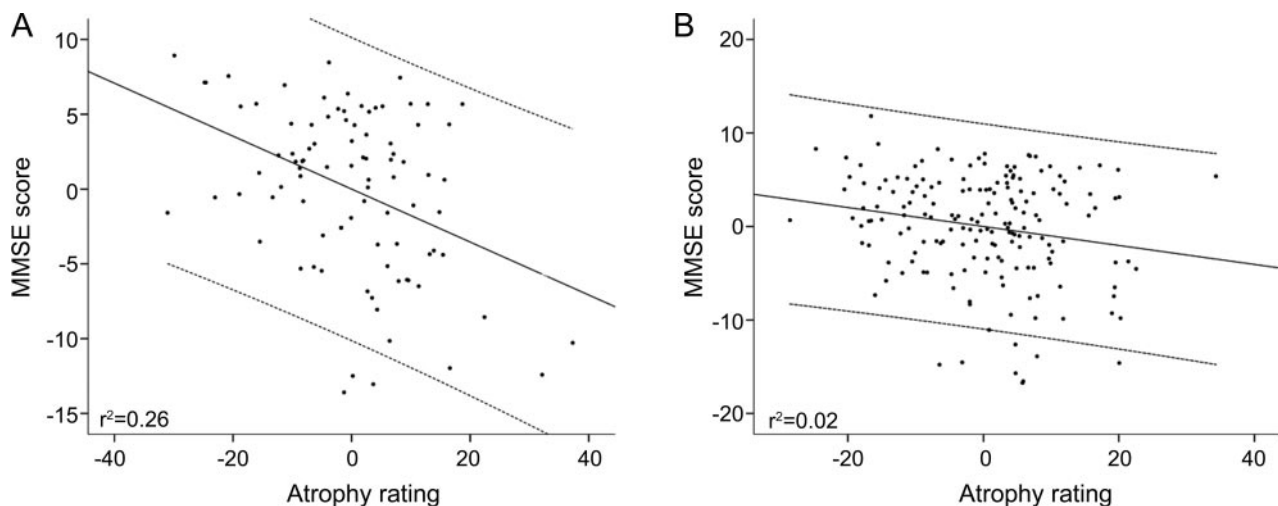 A
MMSE score
10
5
0
-5
-10
-15
r²=0.26
-40 -20 0 20 40
Atrophy rating
B
MMSE score
20
10
0
-10
-20
r²=0.02
-20 0 20 40
Atrophy rating